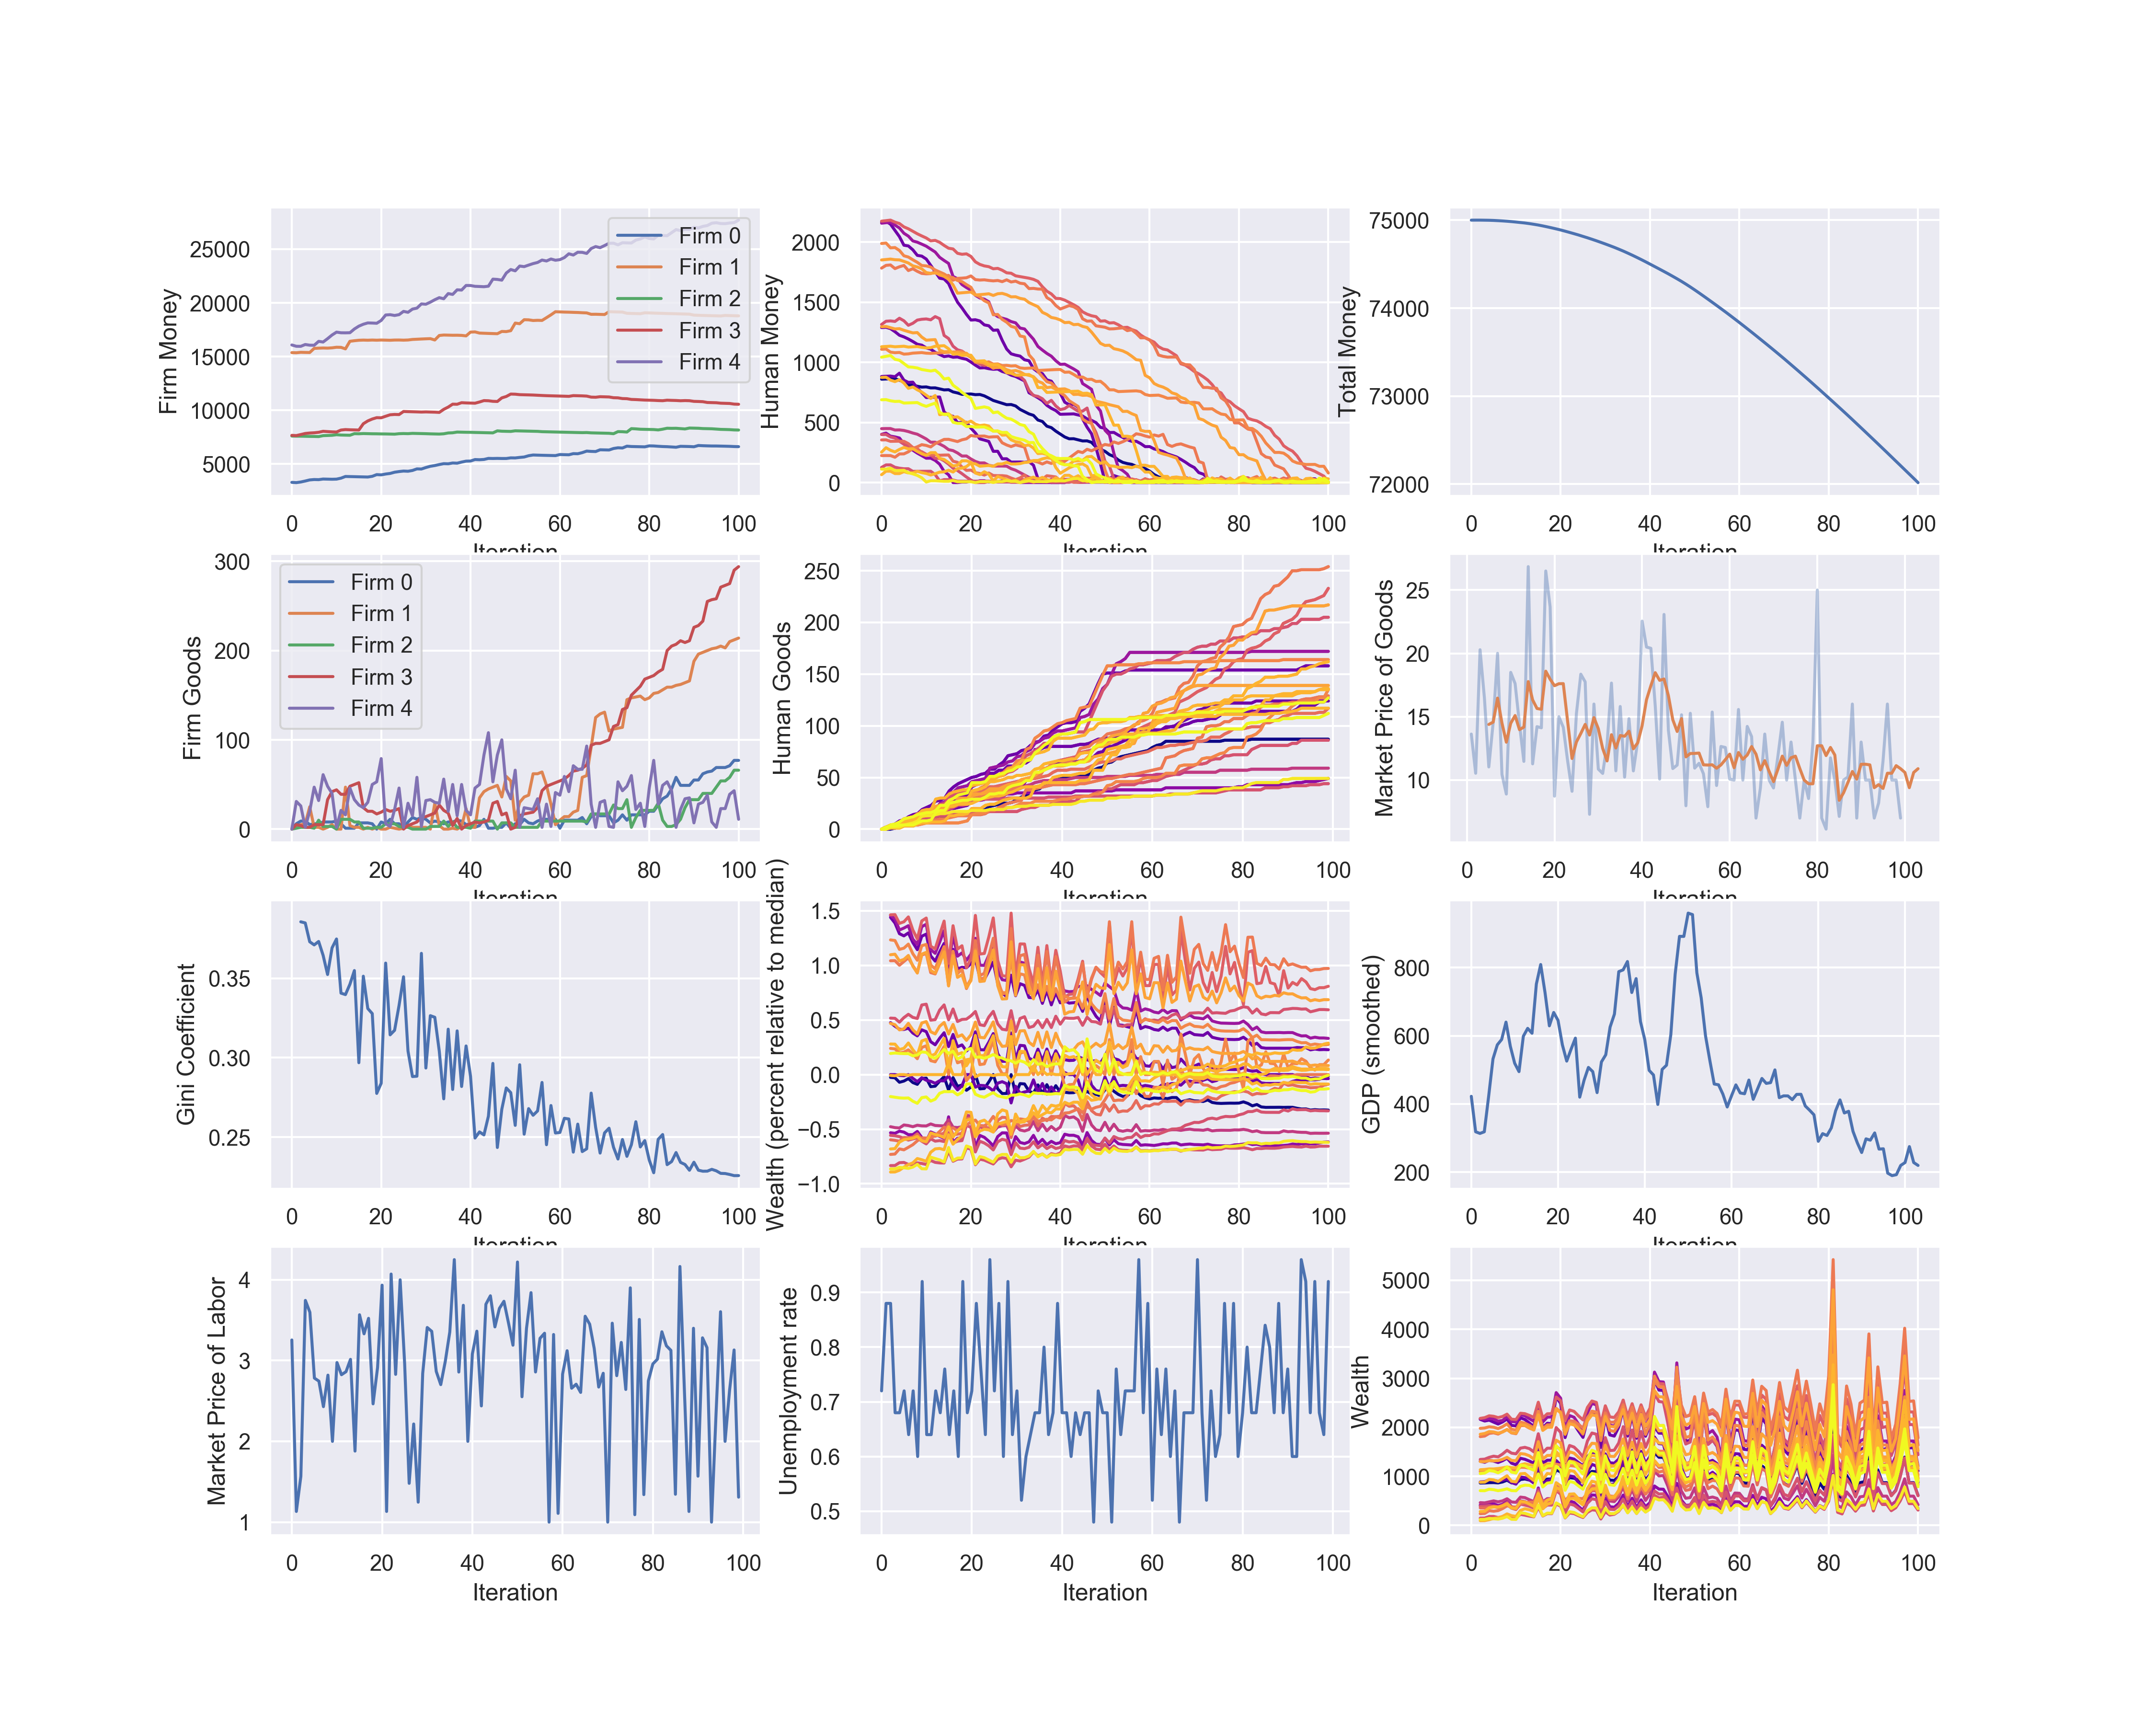 Firm Money
25000
20000
15000
10000
5000
Firm 0
Firm 1
Firm 2
Firm 3
Firm 4
0 20 40 60 80 100
Iteration
Human Money
2000
1500
1000
500
0
0 20 40 60 80 100
Iteration
Total Money
75000
74000
73000
72000
0 20 40 60 80 100
Iteration
Firm Goods
300
200
100
0
Firm 0
Firm 1
Firm 2
Firm 3
Firm 4
0 20 40 60 80 100
Iteration
Human Goods
250
200
150
100
50
0
0 20 40 60 80 100
Iteration
Market Price of Goods
25
20
15
10
0 20 40 60 80 100
Iteration
Gini Coefficient
0.35
0.30
0.25
0 20 40 60 80 100
Iteration
Wealth (percent relative to median)
1.5
1.0
0.5
0.0
−0.5
−1.0
0 20 40 60 80 100
Iteration
GDP (smoothed)
800
600
400
200
0 20 40 60 80 100
Iteration
Market Price of Labor
4
3
2
1
0 20 40 60 80 100
Iteration
Unemployment rate
0.9
0.8
0.7
0.6
0.5
0 20 40 60 80 100
Iteration
Wealth
5000
4000
3000
2000
1000
0
0 20 40 60 80 100
Iteration